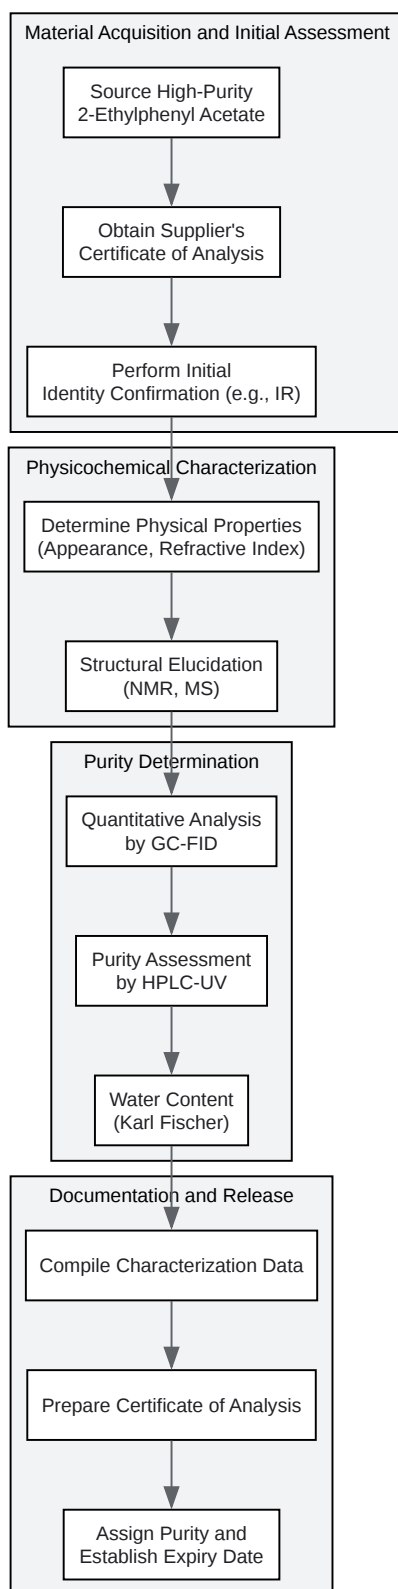 Material Acquisition and Initial Assessment
Source High-Purity
2-Ethylphenyl Acetate
Obtain Supplier's
Certificate of Analysis
Perform Initial
Identity Confirmation (e.g., IR)
Physicochemical Characterization
Determine Physical Properties
(Appearance, Refractive Index)
Structural Elucidation
(NMR, MS)
Purity Determination
Quantitative Analysis
by GC-FID
Purity Assessment
by HPLC-UV
Water Content
(Karl Fischer)
Documentation and Release
Compile Characterization Data
Prepare Certificate of Analysis
Assign Purity and
Establish Expiry Date